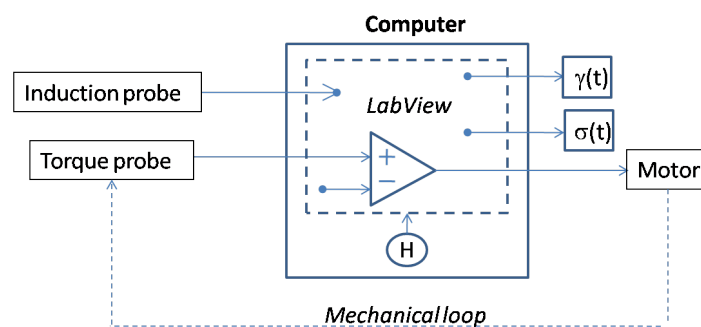 Computer
Induction probe
γ(t)
LabView
σ(t)
Torque probe
+
−
Motor
H
Mechanical loop